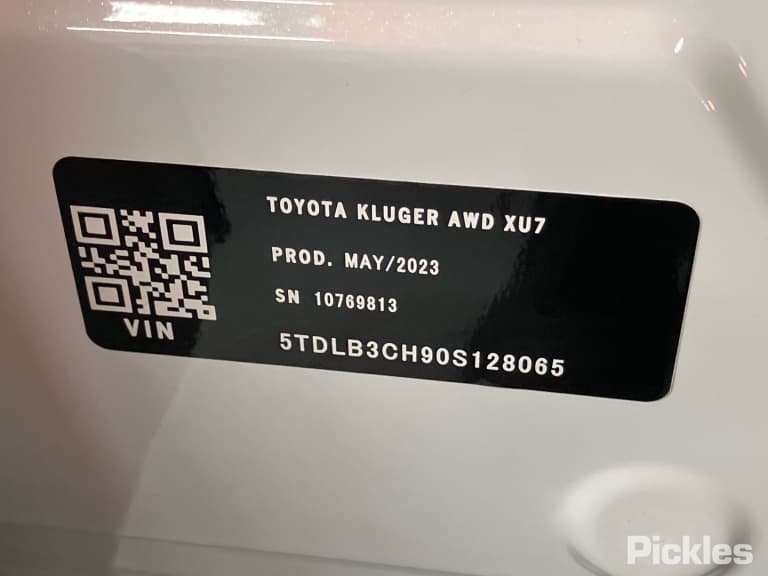 TOYOTA KLUGER AWD XU7
PROD. MAY/2023
SN 10769813
VIN
5TDLB3CH90S128065
Pickles